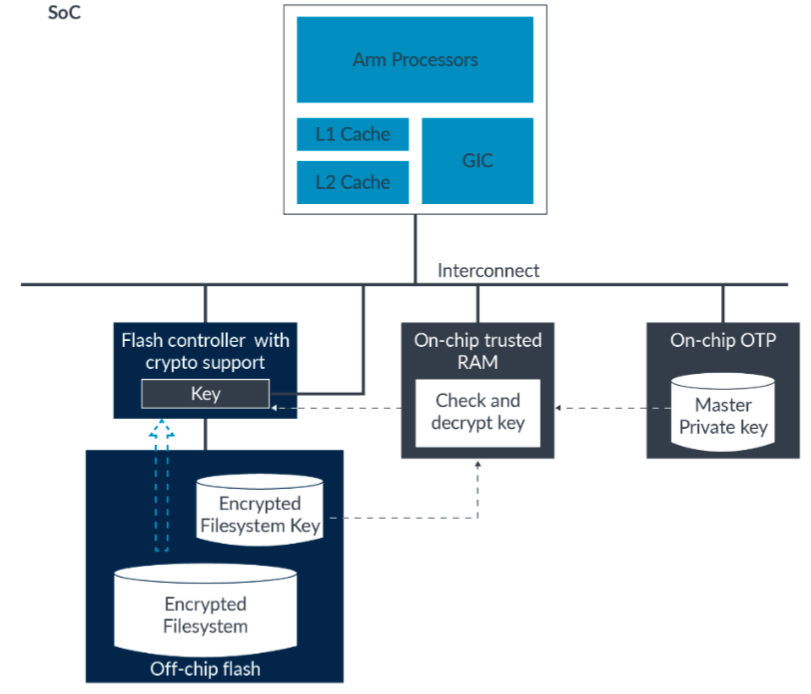 SoC
Arm Processors
L1 Cache
L2 Cache
GIC
Interconnect
Flash controller with
crypto support
Key
On-chip trusted
RAM
Check and
decrypt key
On-chip OTP
Master
Private key
Encrypted
Filesystem Key
Encrypted
Filesystem
Off-chip flash